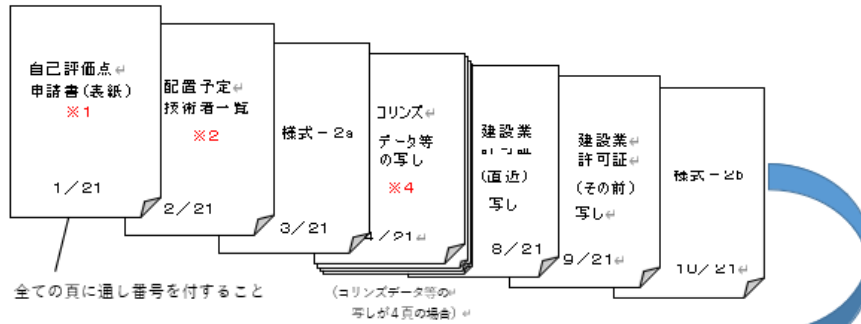 自己評価点
申請書(表紙)
※1
1/21
配置予定
技術者一覧
※2
2/21
様式-2a
3/21
コリンズ
データ等
の写し
※4
4/21
建設業
許可証
(直近)
写し
8/21
建設業
許可証
(その前)
写し
9/21
様式-2b
10/21
全ての頁に通し番号を付すること
(コリンズデータ等の
写しが4頁の場合)